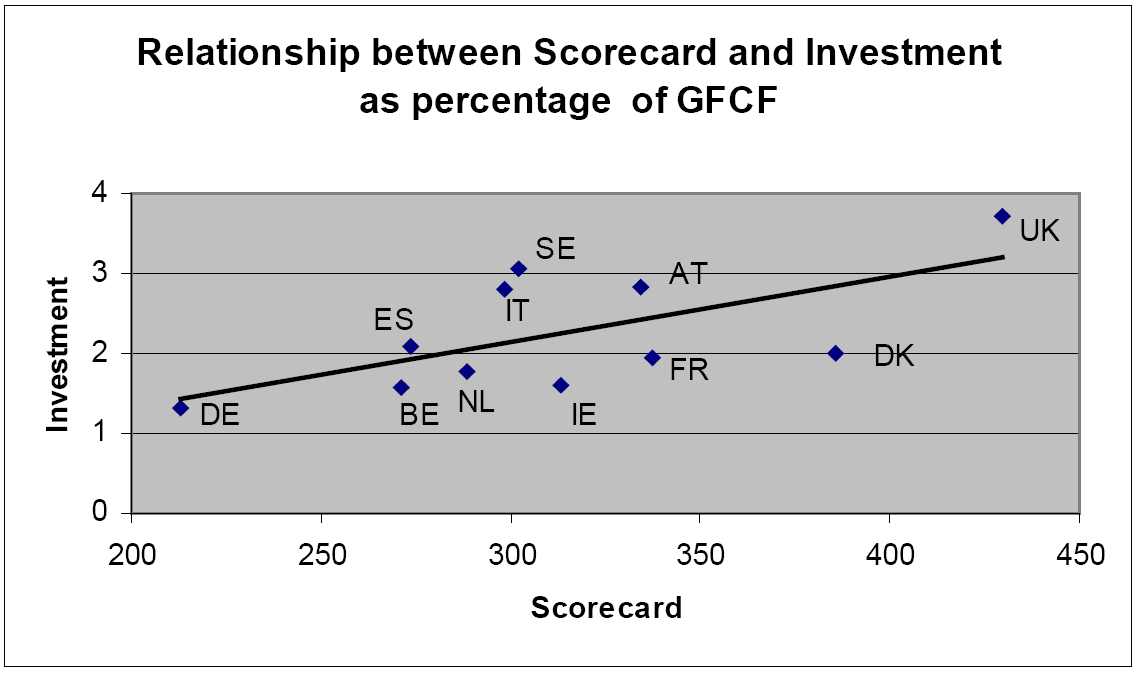 Relationship between Scorecard and Investment
as percentage of GFCF
4
3
2
1
0
Investment
UK
SE
AT
IT
ES
DK
FR
NL
BE
IE
DE
200 250 300 350 400 450
Scorecard